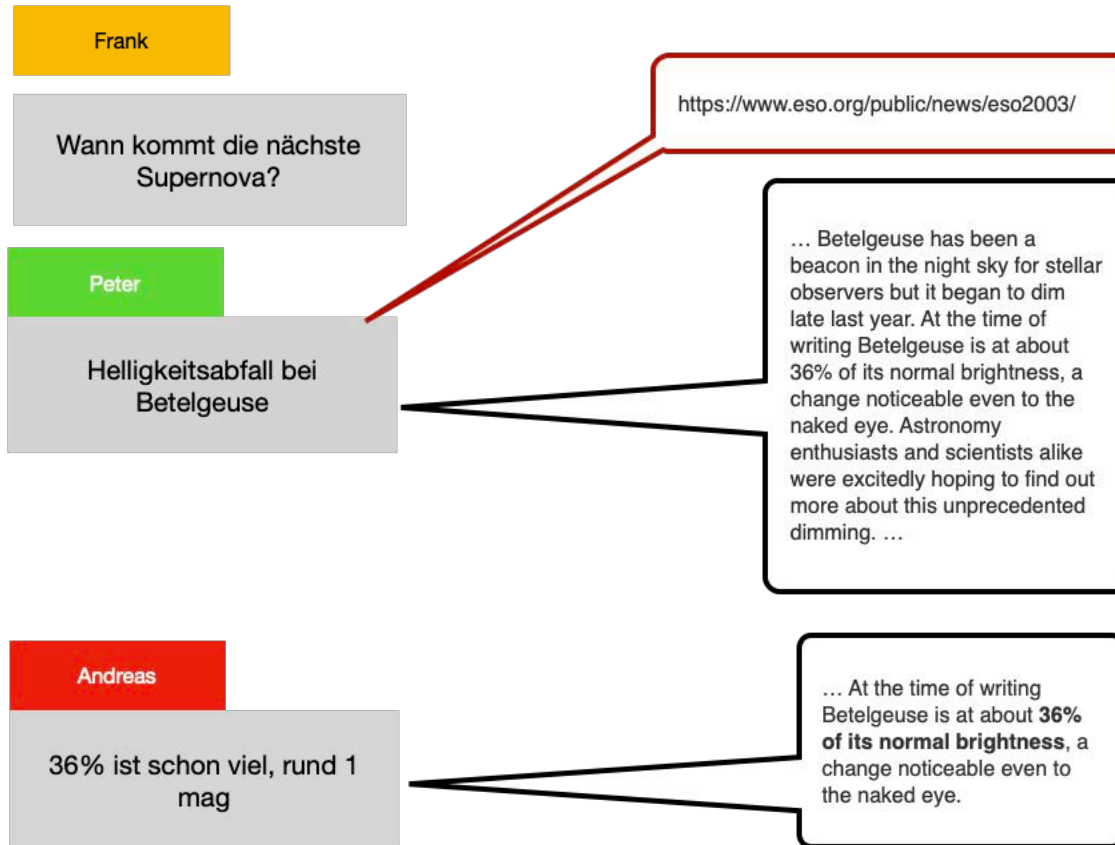 Frank
https://www.eso.org/public/news/eso2003/
Wann kommt die nächste
Supernova?
Peter
Helligkeitsabfall bei
Betelgeuse
… Betelgeuse has been a
beacon in the night sky for stellar
observers but it began to dim
late last year. At the time of
writing Betelgeuse is at about
36% of its normal brightness, a
change noticeable even to the
naked eye. Astronomy
enthusiasts and scientists alike
were excitedly hoping to find out
more about this unprecedented
dimming. …
Andreas
36% ist schon viel, rund 1
mag
… At the time of writing
Betelgeuse is at about 36%
of its normal brightness, a
change noticeable even to
the naked eye.